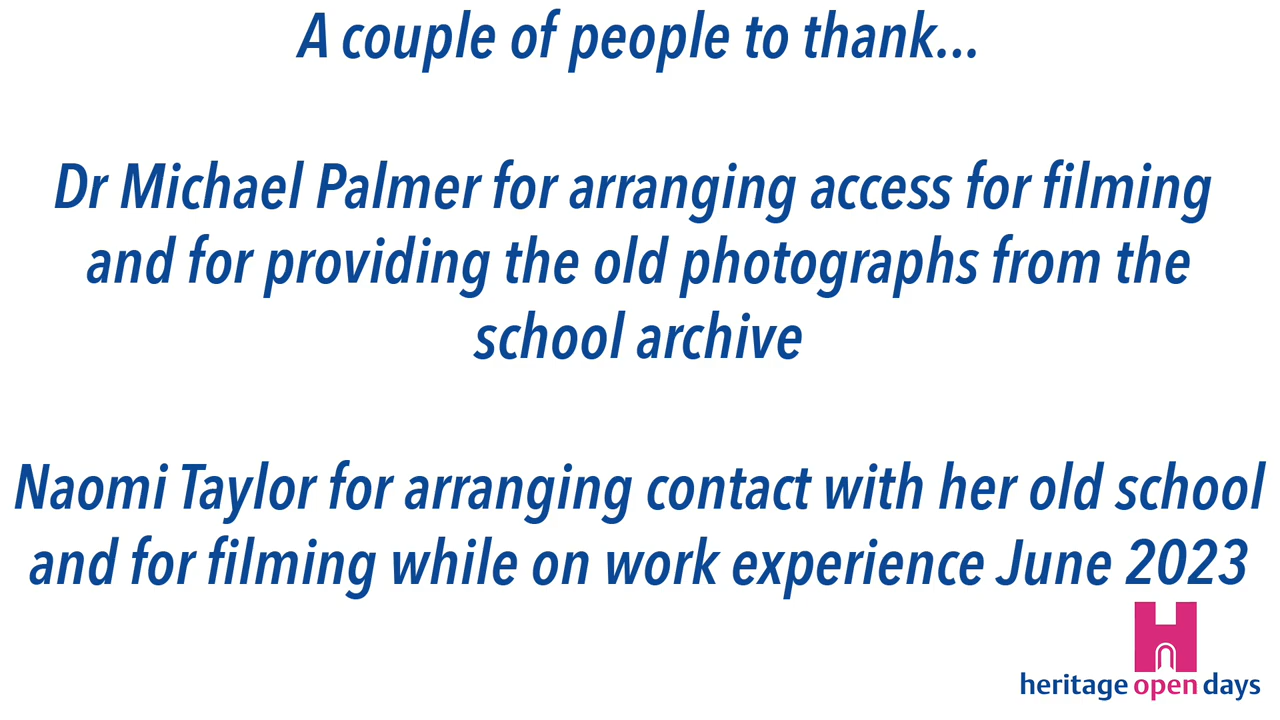 A couple of people to thank...
Dr Michael Palmer for arranging access for filming
and for providing the old photographs from the
school archive
Naomi Taylor for arranging contact with her old school
and for filming while on work experience June 2023
heritage open days